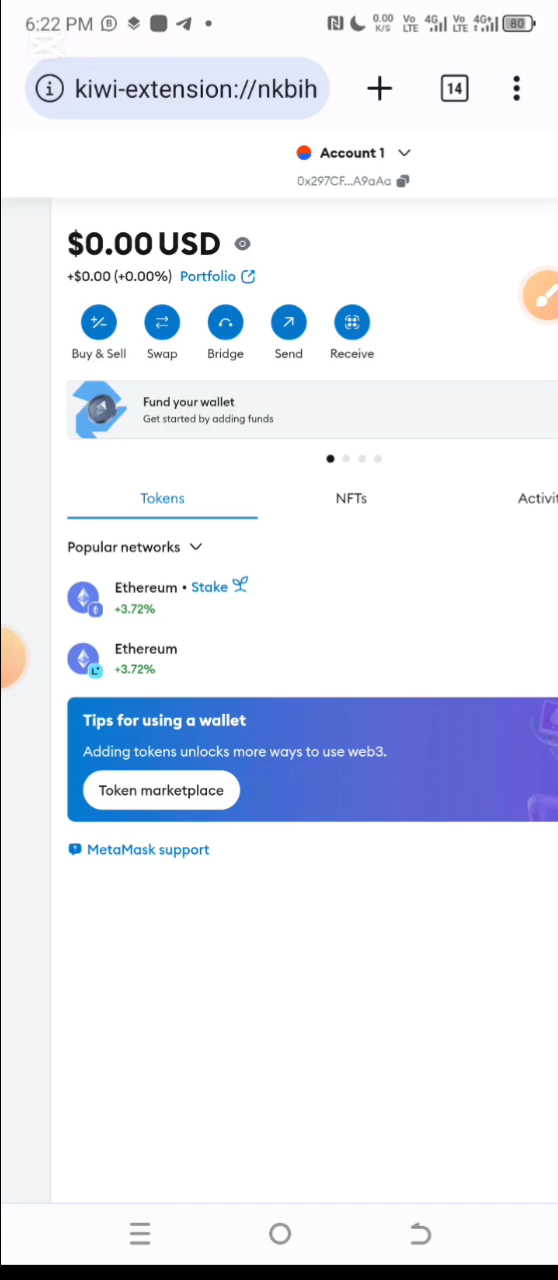 6:22 PM
0.00 K/S Vo LTE 4G Vo LTE 4G+ 80
kiwi-extension://nkbih
14
Account 1
0x297CF...A9aAa
$0.00 USD
+$0.00 (+0.00%) Portfolio
Buy & Sell Swap Bridge Send Receive
Fund your wallet
Get started by adding funds
Tokens NFTs Activit
Popular networks
Ethereum • Stake
+3.72%
Ethereum
+3.72%
Tips for using a wallet
Adding tokens unlocks more ways to use web3.
Token marketplace
MetaMask support